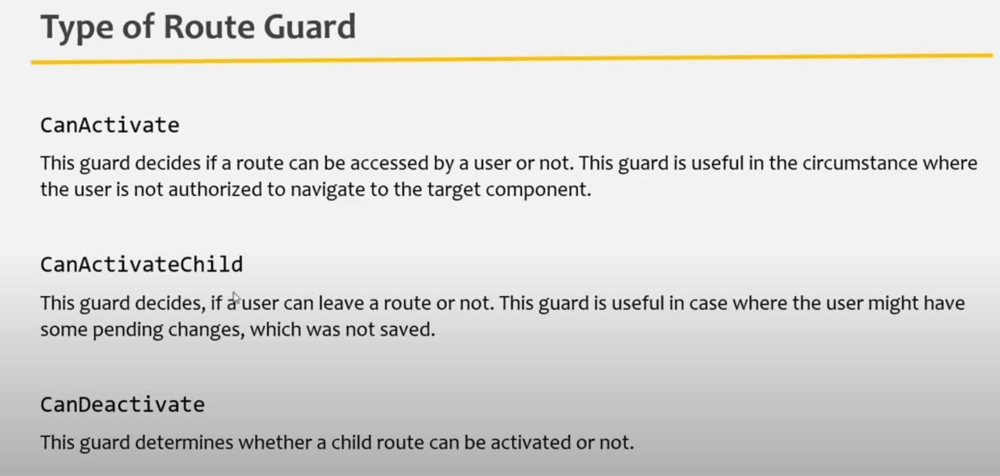 Type of Route Guard
CanActivate
This guard decides if a route can be accessed by a user or not. This guard is useful in the circumstance where
the user is not authorized to navigate to the target component.
CanActivateChild
This guard decides, if a user can leave a route or not. This guard is useful in case where the user might have
some pending changes, which was not saved.
CanDeactivate
This guard determines whether a child route can be activated or not.